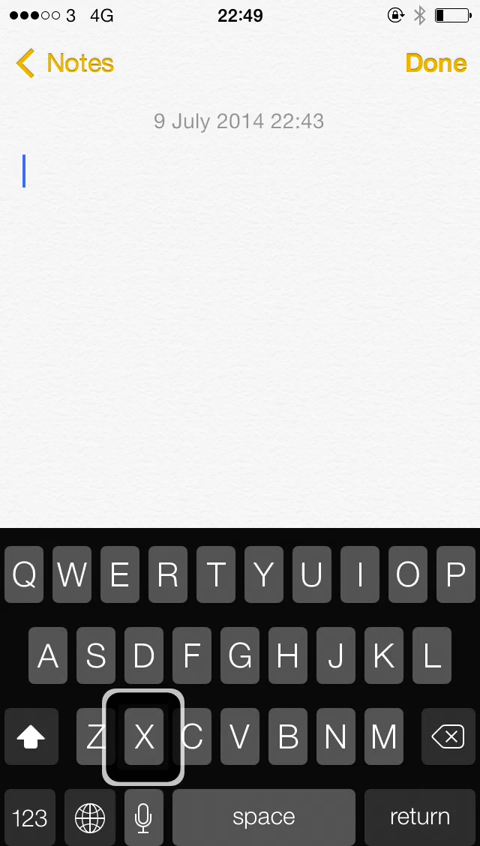 3 4G 22:49
Notes Done
9 July 2014 22:43
Q W E R T Y U I O P
A S D F G H J K L
Z X C V B N M
123 space return